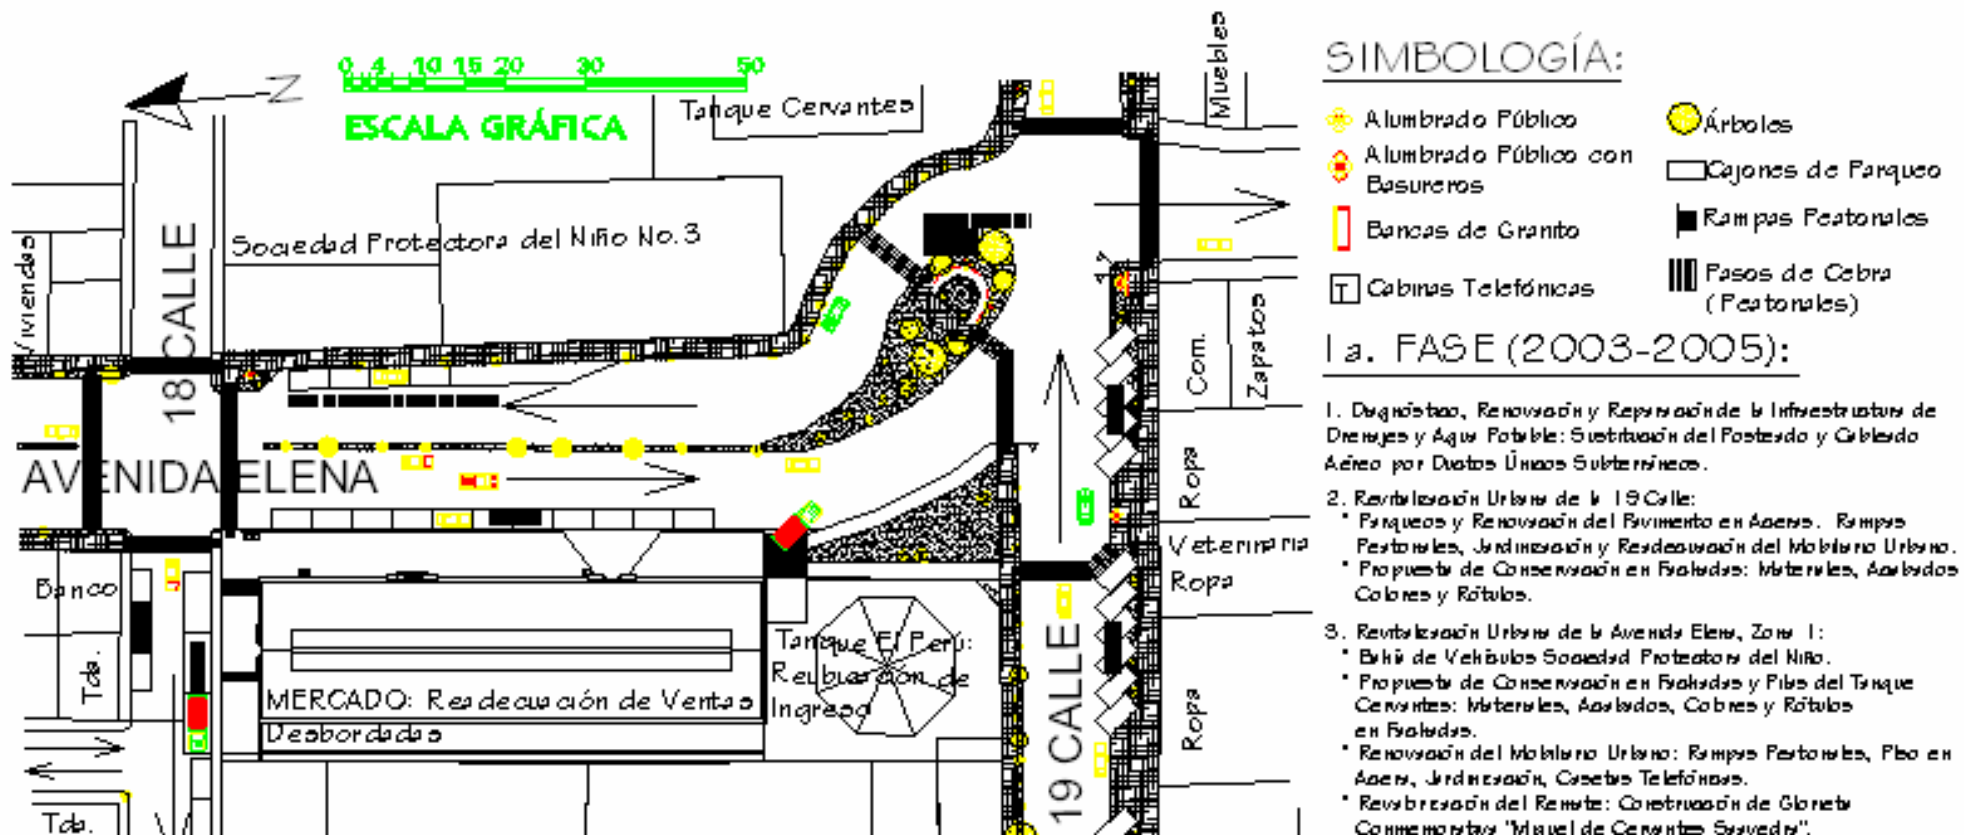 N
0 4 10 15 20 30 50
ESCALA GRÁFICA
Tanque Cervantes
Muebles
Sociedad Protectora del Niño No. 3
Viviendas
18 CALLE
AVENIDA ELENA
Com.
Zapatos
Ropa
Veterinaria
Ropa
Ropa
Banco
Tda.
Tda.
MERCADO: Readecuación de Ventas
Desbordadas
Tanque El Perú:
Reubicación de
Ingreso
19 CALLE
SIMBOLOGÍA:
Alumbrado Público
Alumbrado Público con
Basureros
Bancas de Granito
T Cabinas Telefónicas
Árboles
Cajones de Parqueo
Rampas Peatonales
Pasos de Cebra
(Peatonales)
1a. FASE (2003-2005):
1. Diagnóstico, Renovación y Reparación de la Infraestructura de
Drenajes y Agua Potable: Sustitución del Posteado y Cableado
Aéreo por Ductos Únicos Subterráneos.
2. Revitalización Urbana de la 19 Calle:
* Parqueos y Renovación del Pavimento en Aceras. Rampas
Peatonales, Jardinización y Readecuación del Mobiliario Urbano.
* Propuesta de Conservación en Fachadas: Materiales, Acabados
Colores y Rótulos.
3. Revitalización Urbana de la Avenida Elena, Zona 1:
* Bahía de Vehículos Sociedad Protectora del Niño.
* Propuesta de Conservación en Fachadas y Pilas del Tanque
Cervantes: Materiales, Acabados, Colores y Rótulos
en Fachadas.
* Renovación del Mobiliario Urbano: Rampas Peatonales, Piso en
Acera, Jardinización, Casetas Telefónicas.
* Revalorización del Remate: Construcción de Glorieta
Conmemorativa "Miguel de Cervantes Saavedra".